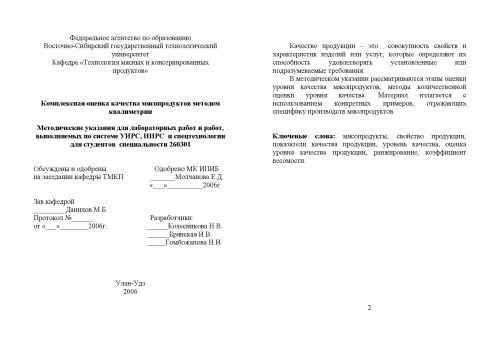 Федеральное агентство по образованию
Восточно-Сибирский государственный технологический
университет
Кафедра «Технология мясных и консервированных
продуктов»
Комплексная оценка качества мясопродуктов методом
квалиметрии
Методические указания для лабораторных работ и работ,
выполняемых по системе УИРС, НИРС и спецтехнологии
для студентов специальности 260301
Обсуждены и одобрены Одобрено МК ИПИБ
на заседании кафедры ТМКП _______Молчанова Е.Д.
«___»__________2006г.
Зав.кафедрой
_________Данилов М.Б.
Протокол №______ Разработчики:
от «___»________2006г. ______Колесникова Н.В.
______Брянская И.В.
_____Гомбожапова Н.И.
Улан-Удэ
2006
Качество продукции – это совокупность свойств и
характеристик изделий или услуг, которые определяют их
способность удовлетворять установленные или
подразумеваемые требования.
В методическом указании рассматриваются этапы оценки
уровня качества мясопродуктов, методы количественной
оценки уровня качества. Материал излагается с
использованием конкретных примеров, отражающих
специфику производств мясопродуктов.
Ключевые слова: мясопродукты, свойство продукции,
показатели качества продукции, уровень качества, оценка
уровня качества продукции, ранжирование, коэффициент
весомости.
2